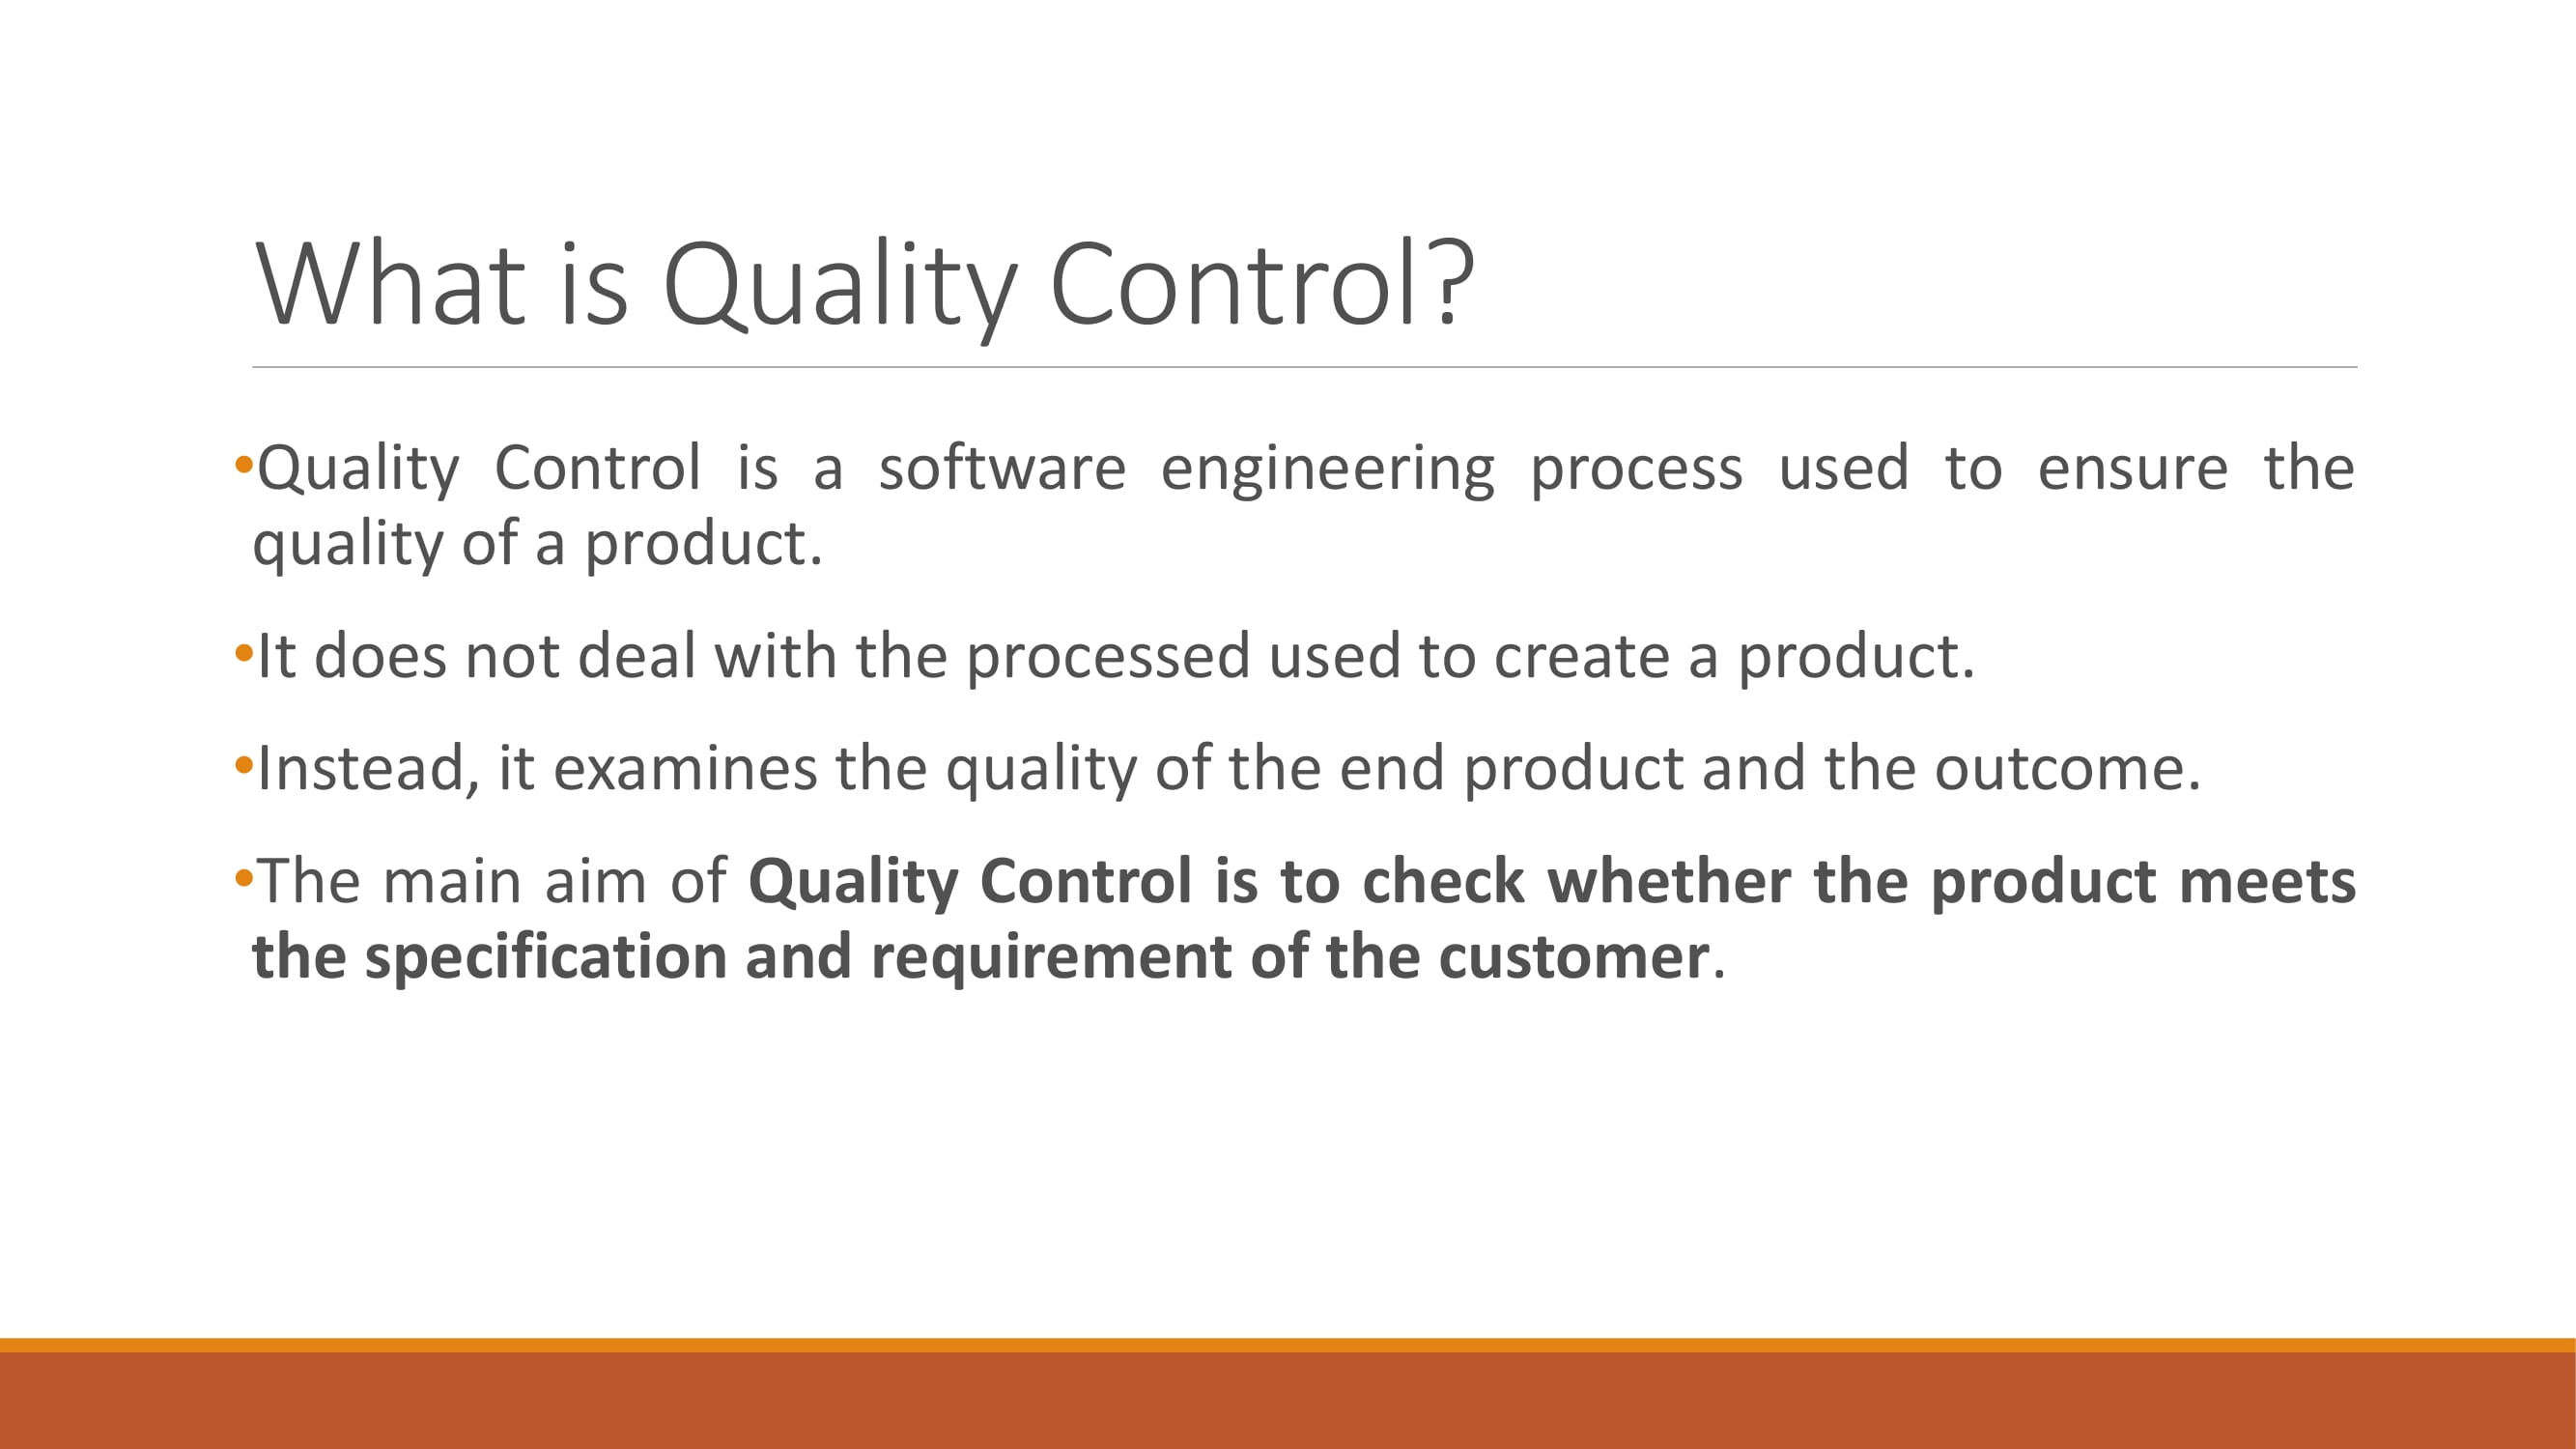 What is Quality Control?
•Quality Control is a software engineering process used to ensure the
quality of a product.
•It does not deal with the processed used to create a product.
•Instead, it examines the quality of the end product and the outcome.
•The main aim of Quality Control is to check whether the product meets
the specification and requirement of the customer.